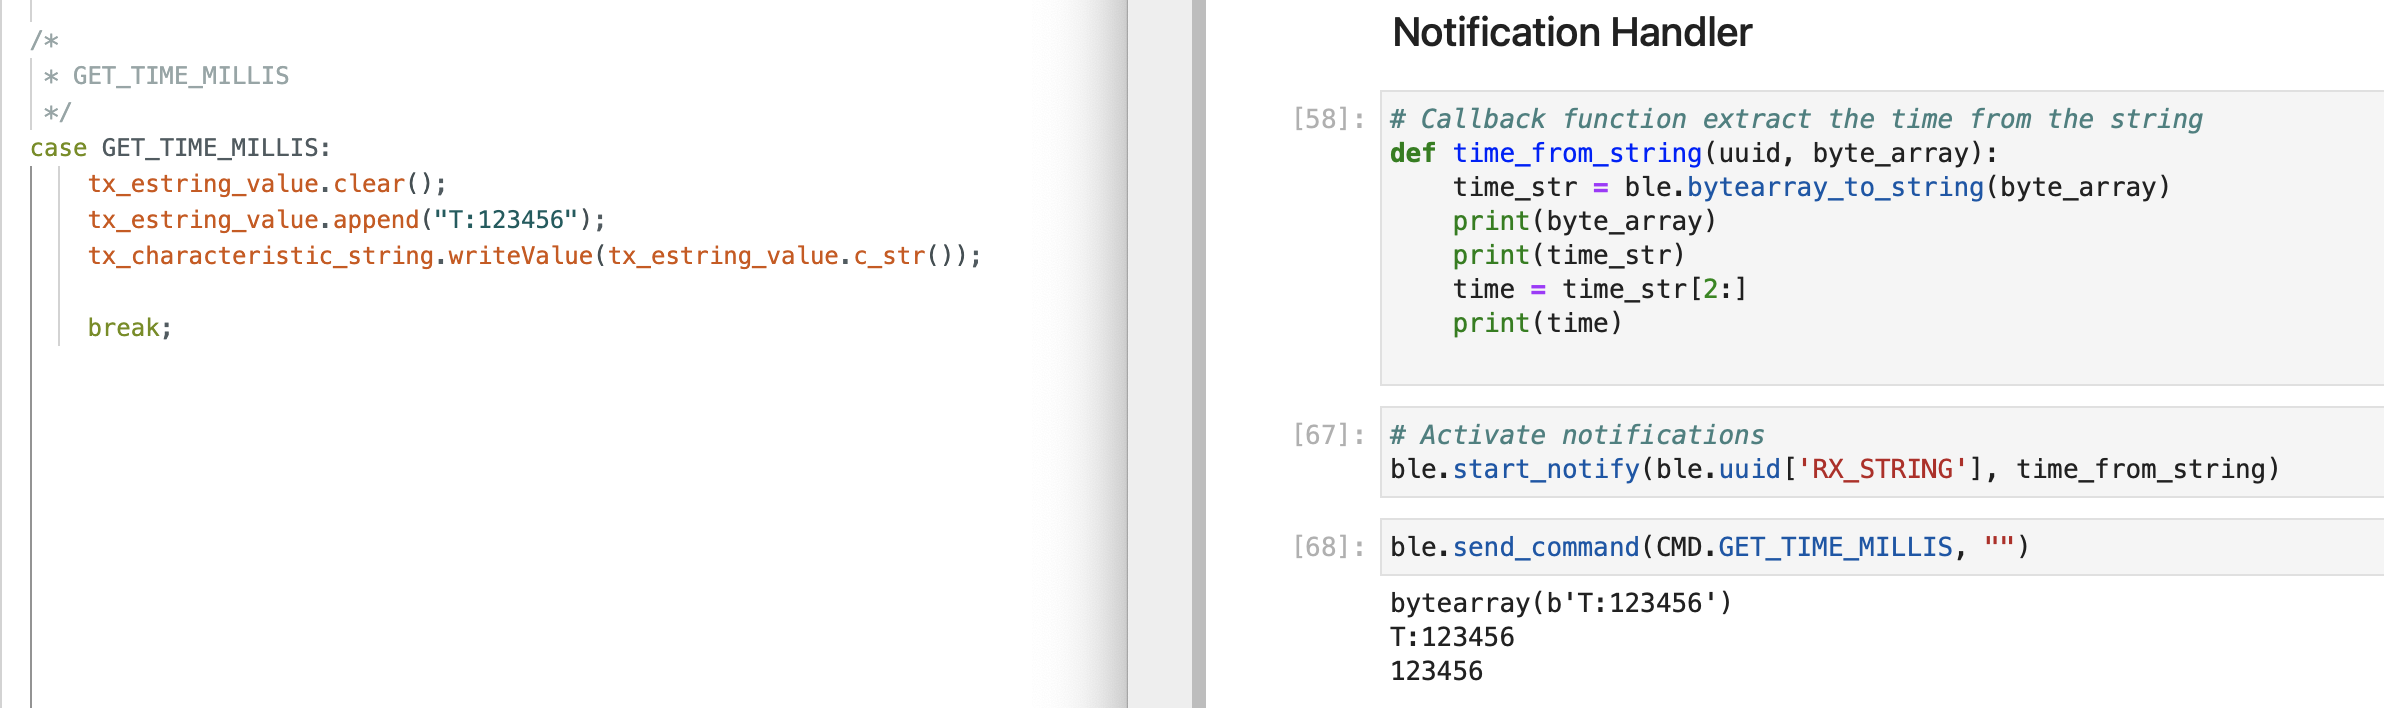 /*
* GET_TIME_MILLIS
*/
case GET_TIME_MILLIS:
tx_estring_value.clear();
tx_estring_value.append("T:123456");
tx_characteristic_string.writeValue(tx_estring_value.c_str());
break;
Notification Handler
[58]:
# Callback function extract the time from the string
def time_from_string(uuid, byte_array):
time_str = ble.bytearray_to_string(byte_array)
print(byte_array)
print(time_str)
time = time_str[2:]
print(time)
[67]:
# Activate notifications
ble.start_notify(ble.uuid['RX_STRING'], time_from_string)
[68]:
ble.send_command(CMD.GET_TIME_MILLIS, "")
bytearray(b'T:123456')
T:123456
123456